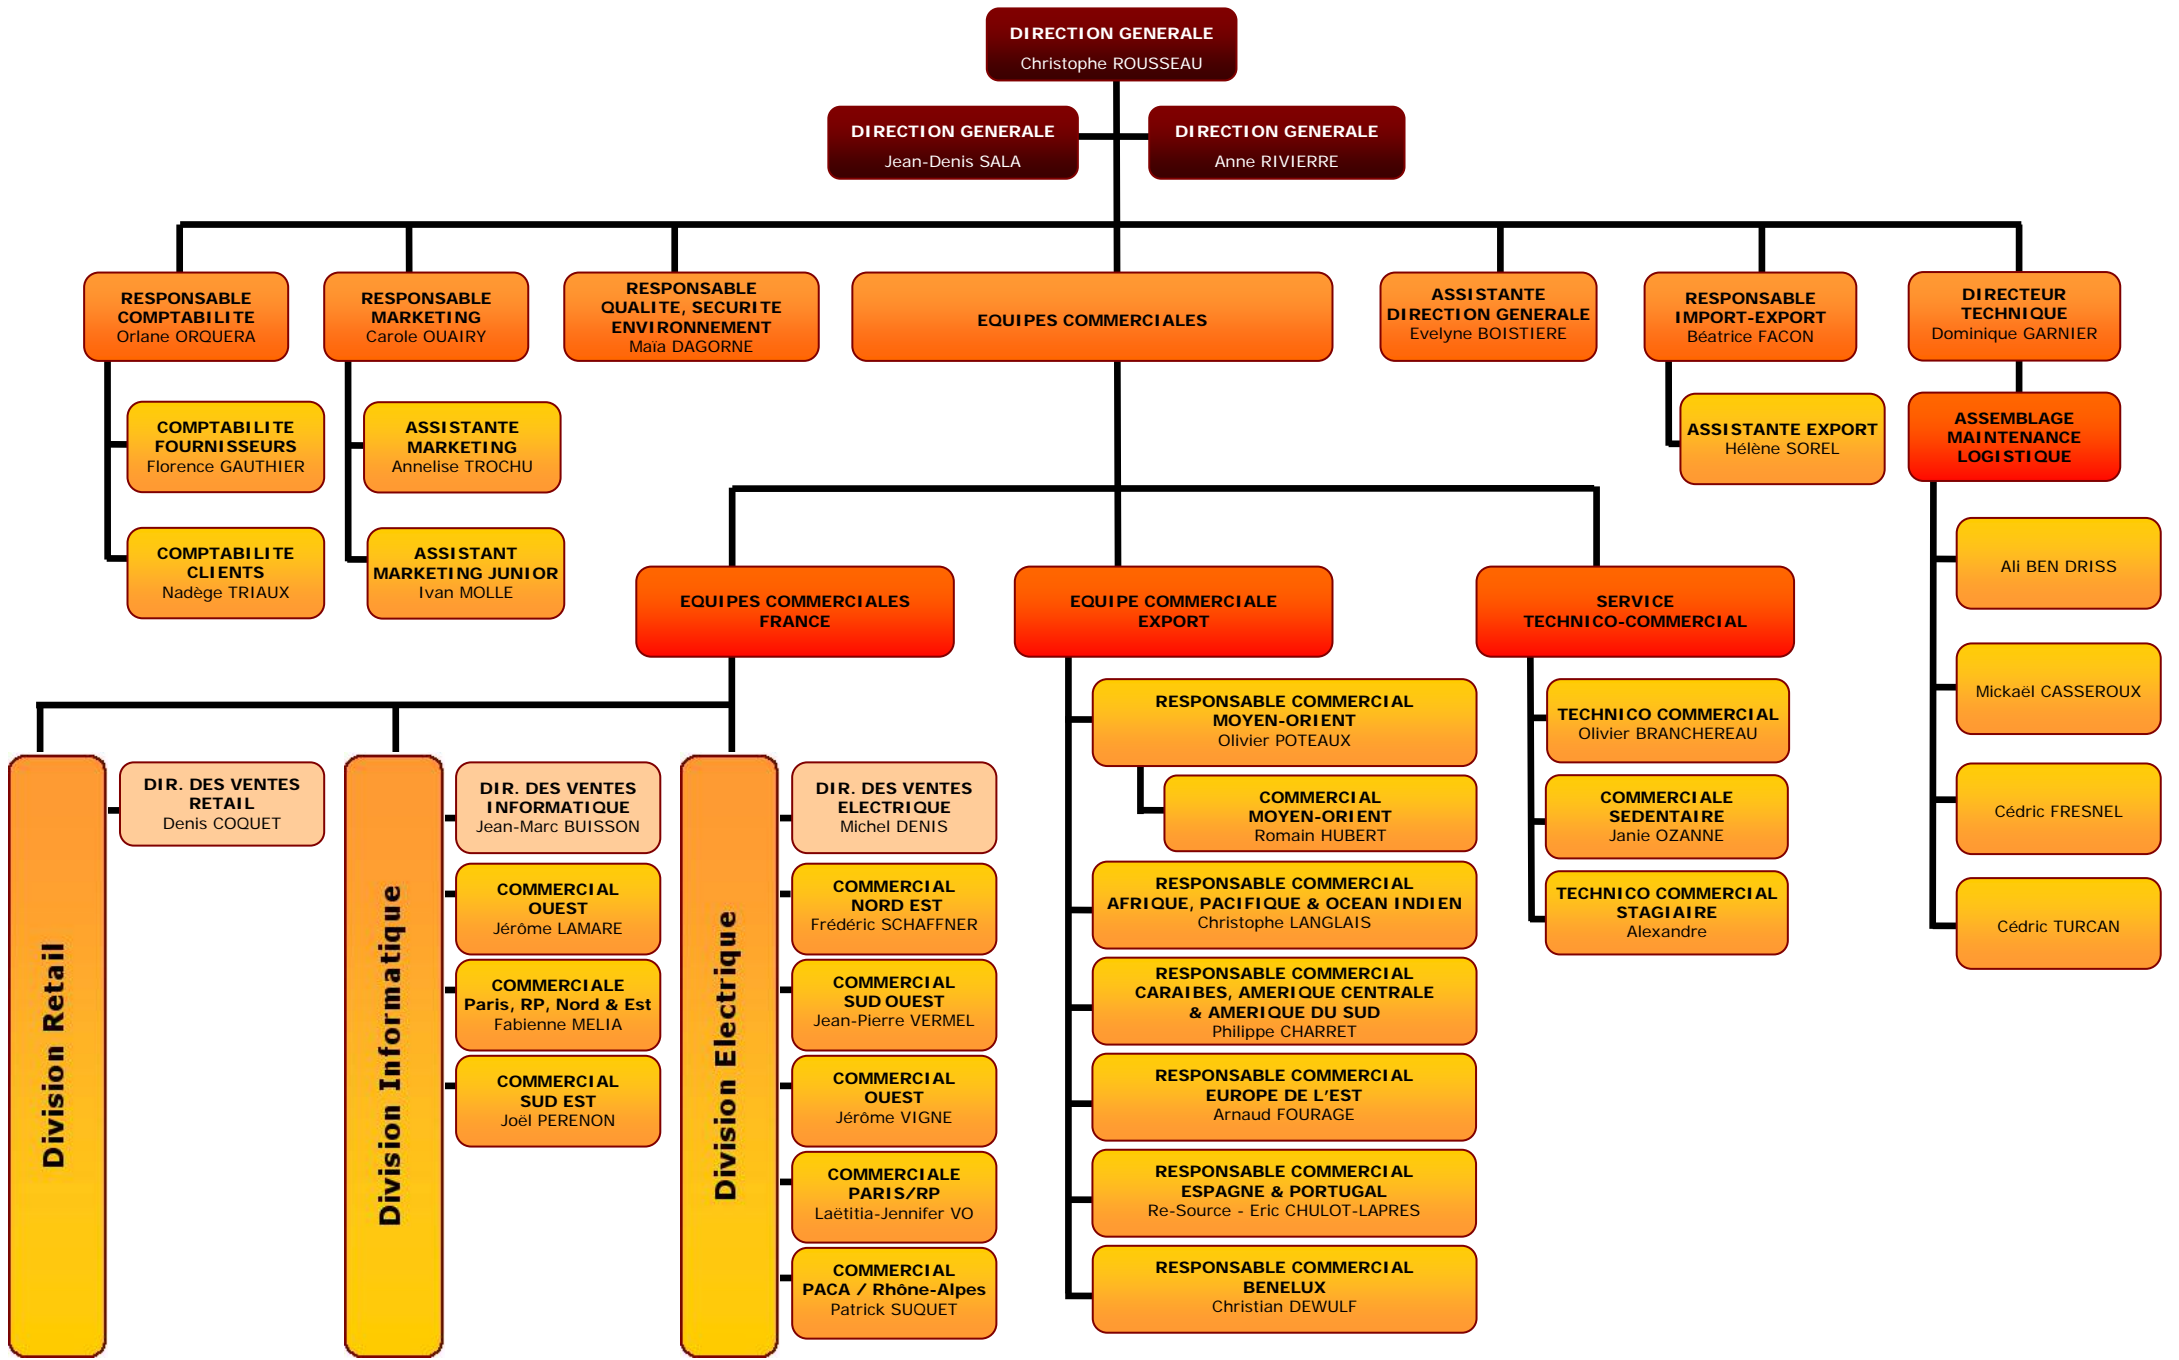 DIRECTION GENERALE
Christophe ROUSSEAU
DIRECTION GENERALE
Jean-Denis SALA
DIRECTION GENERALE
Anne RIVIERRE
RESPONSABLE
COMPTABILITE
Orlane ORQUERA
RESPONSABLE
MARKETING
Carole OUAIRY
RESPONSABLE
QUALITE, SECURITE
ENVIRONNEMENT
Maïa DAGORNE
EQUIPES COMMERCIALES
ASSISTANTE
DIRECTION GENERALE
Evelyne BOISTIERE
RESPONSABLE
IMPORT-EXPORT
Béatrice FACON
DIRECTEUR
TECHNIQUE
Dominique GARNIER
COMPTABILITE
FOURNISSEURS
Florence GAUTHIER
COMPTABILITE
CLIENTS
Nadège TRIAUX
ASSISTANTE
MARKETING
Annelise TROCHU
ASSISTANT
MARKETING JUNIOR
Ivan MOLLE
ASSISTANTE EXPORT
Hélène SOREL
ASSEMBLAGE
MAINTENANCE
LOGISTIQUE
Ali BEN DRISS
Mickaël CASSEROUX
Cédric FRESNEL
Cédric TURCAN
EQUIPES COMMERCIALES
FRANCE
EQUIPE COMMERCIALE
EXPORT
SERVICE
TECHNICO-COMMERCIAL
Division Retail
DIR. DES VENTES
RETAIL
Denis COQUET
Division Informatique
DIR. DES VENTES
INFORMATIQUE
Jean-Marc BUISSON
COMMERCIAL
OUEST
Jérôme LAMARE
COMMERCIALE
Paris, RP, Nord & Est
Fabienne MELIA
COMMERCIAL
SUD EST
Joël PERENON
Division Electrique
DIR. DES VENTES
ELECTRIQUE
Michel DENIS
COMMERCIAL
NORD EST
Frédéric SCHAFFNER
COMMERCIAL
SUD OUEST
Jean-Pierre VERMEL
COMMERCIAL
OUEST
Jérôme VIGNE
COMMERCIALE
PARIS/RP
Laëtitia-Jennifer VO
COMMERCIAL
PACA / Rhône-Alpes
Patrick SUQUET
RESPONSABLE COMMERCIAL
MOYEN-ORIENT
Olivier POTEAUX
COMMERCIAL
MOYEN-ORIENT
Romain HUBERT
RESPONSABLE COMMERCIAL
AFRIQUE, PACIFIQUE & OCEAN INDIEN
Christophe LANGLAIS
RESPONSABLE COMMERCIAL
CARAIBES, AMERIQUE CENTRALE
& AMERIQUE DU SUD
Philippe CHARRET
RESPONSABLE COMMERCIAL
EUROPE DE L'EST
Arnaud FOURAGE
RESPONSABLE COMMERCIAL
ESPAGNE & PORTUGAL
Re-Source - Eric CHULOT-LAPRES
RESPONSABLE COMMERCIAL
BENELUX
Christian DEWULF
TECHNICO COMMERCIAL
Olivier BRANCHEREAU
COMMERCIALE
SEDENTAIRE
Janie OZANNE
TECHNICO COMMERCIAL
STAGIAIRE
Alexandre